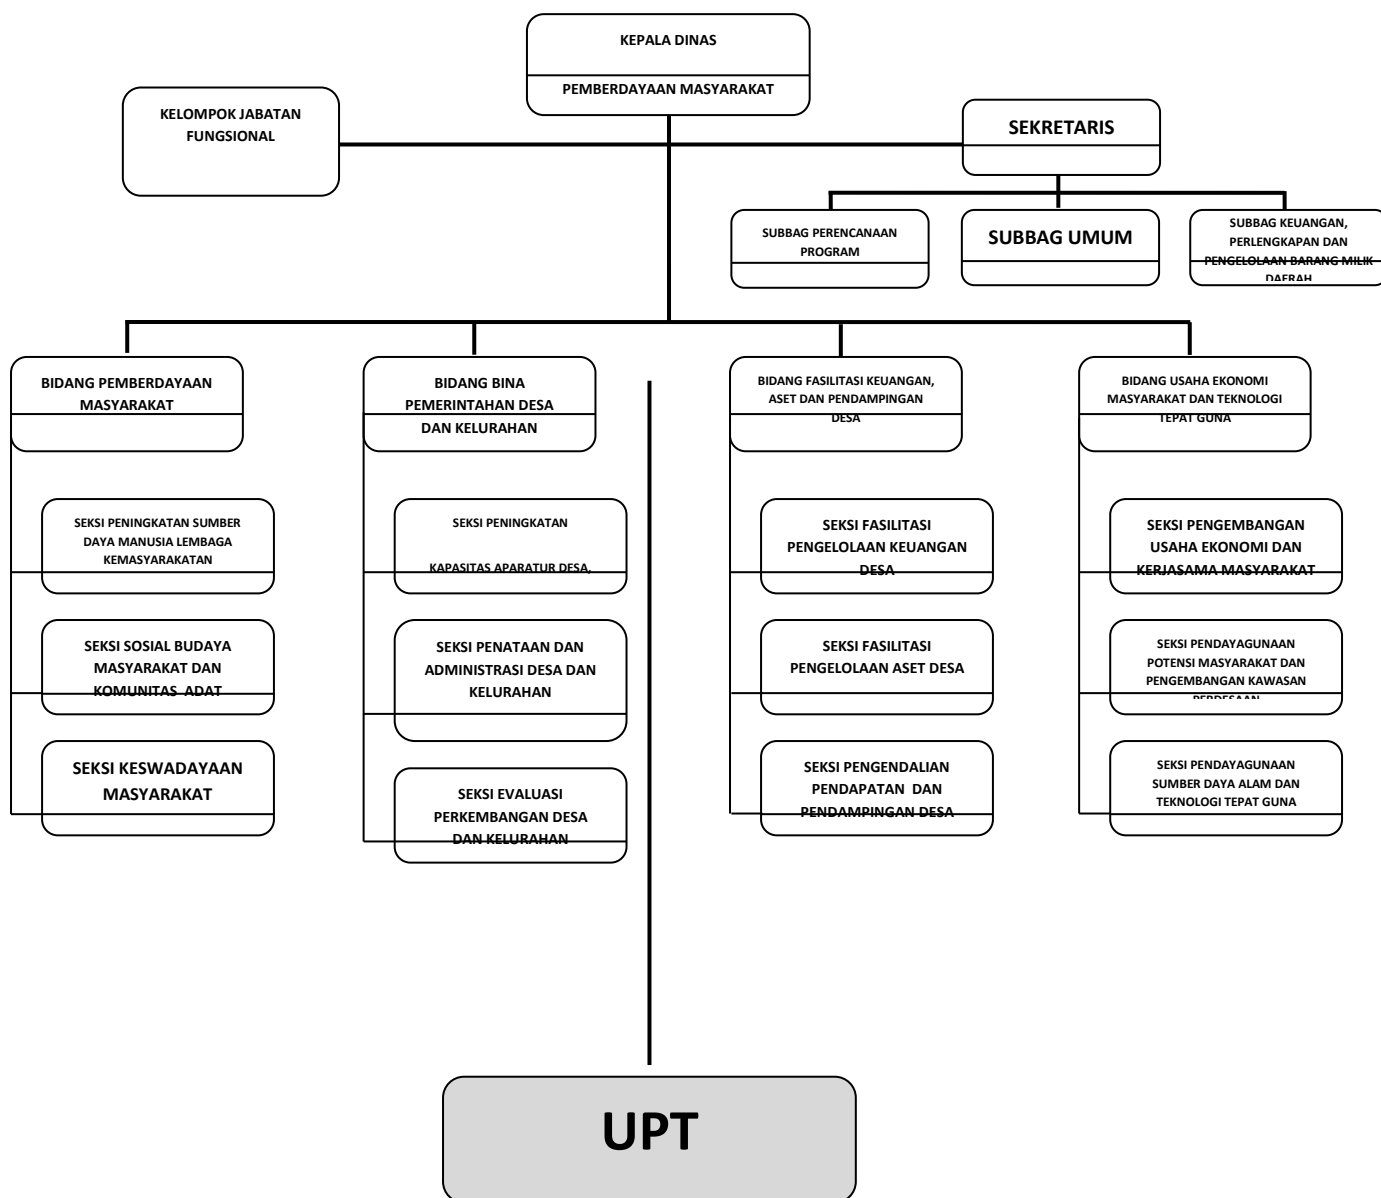 KEPALA DINAS
PEMBERDAYAAN MASYARAKAT
KELOMPOK JABATAN
FUNGSIONAL
SEKRETARIS
SUBBAG PERENCANAAN
PROGRAM
SUBBAG UMUM
SUBBAG KEUANGAN,
PERLENGKAPAN DAN
PENGELOLAAN BARANG MILIK
DAERAH
BIDANG PEMBERDAYAAN
MASYARAKAT
BIDANG BINA
PEMERINTAHAN DESA
DAN KELURAHAN
BIDANG FASILITASI KEUANGAN,
ASET DAN PENDAMPINGAN
DESA
BIDANG USAHA EKONOMI
MASYARAKAT DAN TEKNOLOGI
TEPAT GUNA
SEKSI PENINGKATAN SUMBER
DAYA MANUSIA LEMBAGA
KEMASYARAKATAN
SEKSI PENINGKATAN
KAPASITAS APARATUR DESA,
SEKSI FASILITASI
PENGELOLAAN KEUANGAN
DESA
SEKSI PENGEMBANGAN
USAHA EKONOMI DAN
KERJASAMA MASYARAKAT
SEKSI SOSIAL BUDAYA
MASYARAKAT DAN
KOMUNITAS ADAT
SEKSI PENATAAN DAN
ADMINISTRASI DESA DAN
KELURAHAN
SEKSI FASILITASI
PENGELOLAAN ASET DESA
SEKSI PENDAYAGUNAAN
POTENSI MASYARAKAT DAN
PENGEMBANGAN KAWASAN
PERDESAAN
SEKSI KESWADAYAAN
MASYARAKAT
SEKSI EVALUASI
PERKEMBANGAN DESA
DAN KELURAHAN
SEKSI PENGENDALIAN
PENDAPATAN DAN
PENDAMPINGAN DESA
SEKSI PENDAYAGUNAAN
SUMBER DAYA ALAM DAN
TEKNOLOGI TEPAT GUNA
UPT